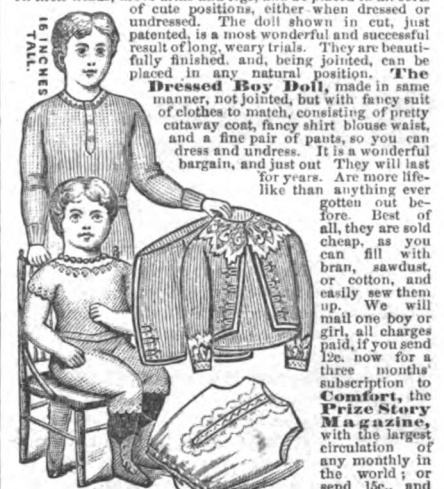 16 INCHES TALL.
of cute positions, either when dressed or
undressed. The doll shown in cut, just
patented, is a most wonderful and successful
result of long, weary trials. They are beauti-
fully finished. and, being jointed, can be
placed in any natural position. The
Dressed Boy Doll, made in same
manner, not jointed, but with fancy suit
of clothes to match, consisting of pretty
cutaway coat, fancy shirt blouse waist,
and a fine pair of pants, so you can
dress and undress. It is a wonderful
bargain, and just out They will last
for years. Are more life-
like than anything ever
gotten out be-
fore. Best of
all, they are sold
cheap, as you
can fill with
bran, sawdust,
or cotton, and
easily sew them
up. We will
mail one boy or
girl, all charges
paid, if you send
12c. now for a
three months'
subscription to
Comfort, the
Prize Story
Magazine,
with the largest
circulation of
any monthly in
the world; or
send 15c., and